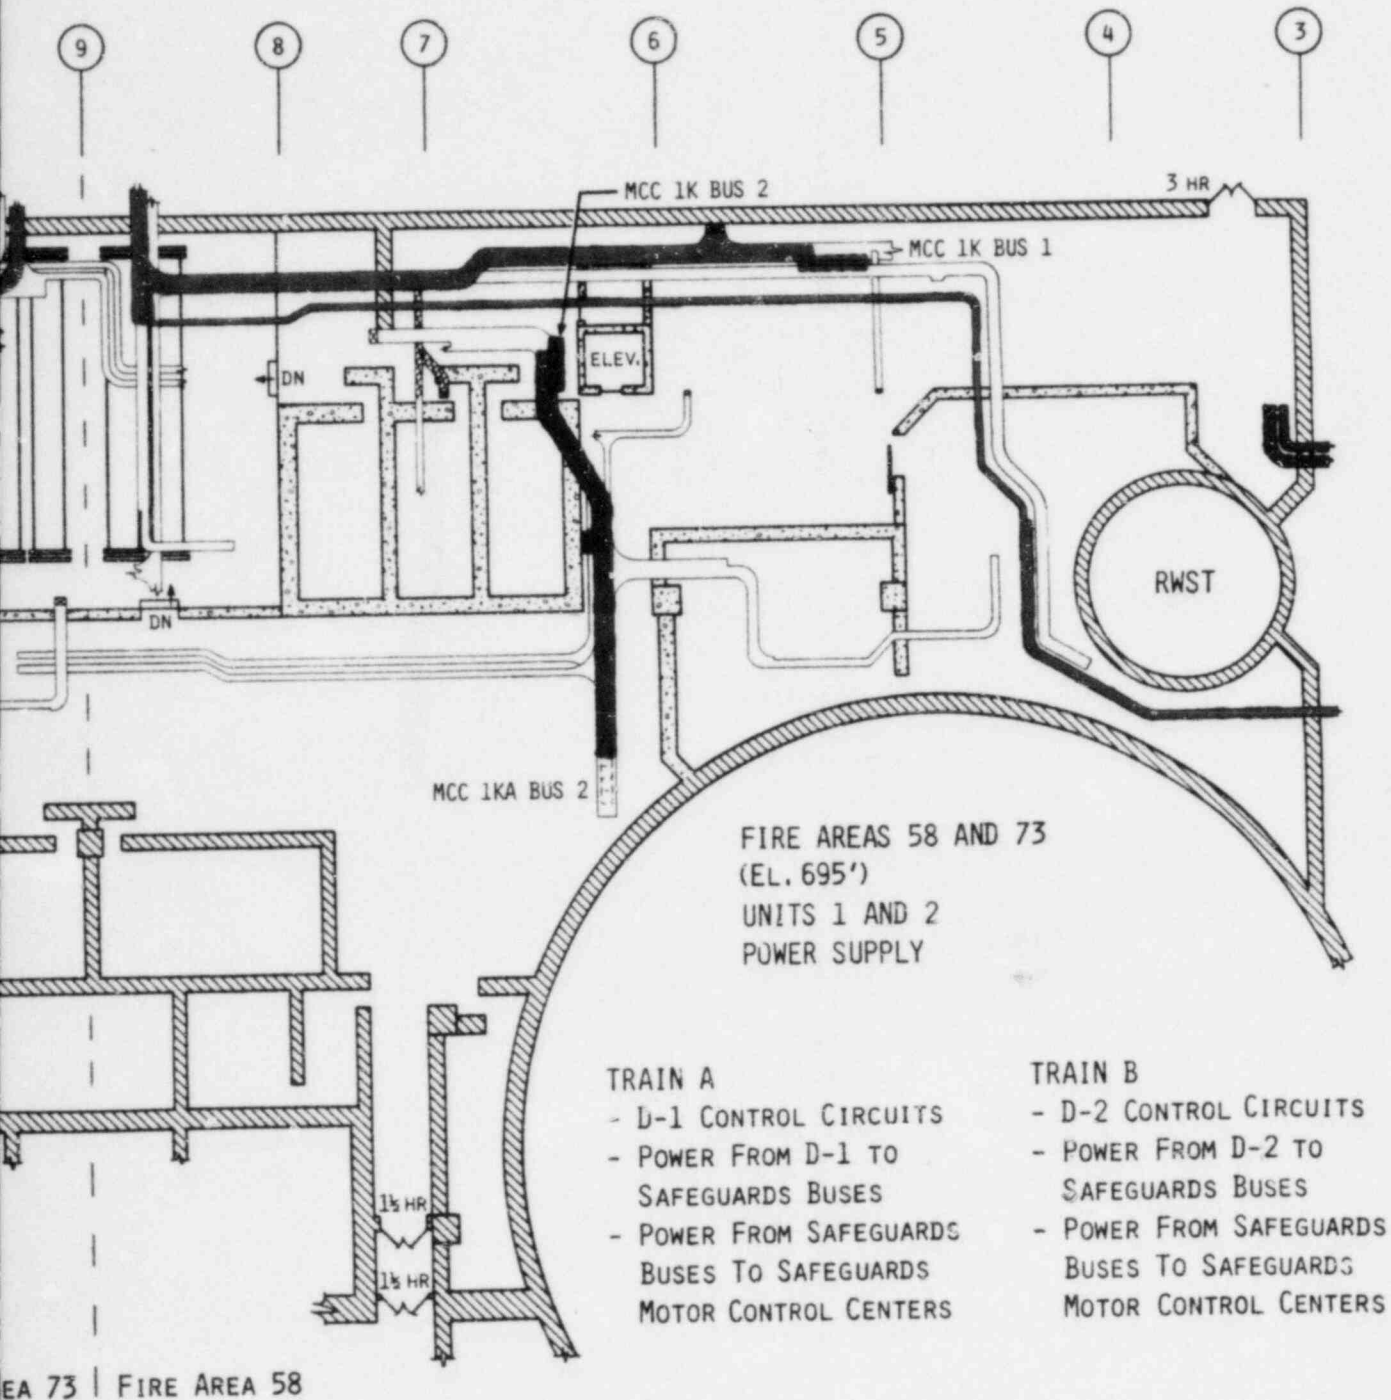 9 8 7 6 5 4 3
3 HR
MCC 1K BUS 2
MCC 1K BUS 1
ELEV.
DN
RWST
DN
MCC 1KA BUS 2
FIRE AREAS 58 AND 73
(EL. 695')
UNITS 1 AND 2
POWER SUPPLY
TRAIN A
- D-1 CONTROL CIRCUITS
- POWER FROM D-1 TO
SAFEGUARDS BUSES
- POWER FROM SAFEGUARDS
BUSES TO SAFEGUARDS
MOTOR CONTROL CENTERS
TRAIN B
- D-2 CONTROL CIRCUITS
- POWER FROM D-2 TO
SAFEGUARDS BUSES
- POWER FROM SAFEGUARDS
BUSES TO SAFEGUARDS
MOTOR CONTROL CENTERS
1½ HR
1½ HR
EA 73 | FIRE AREA 58